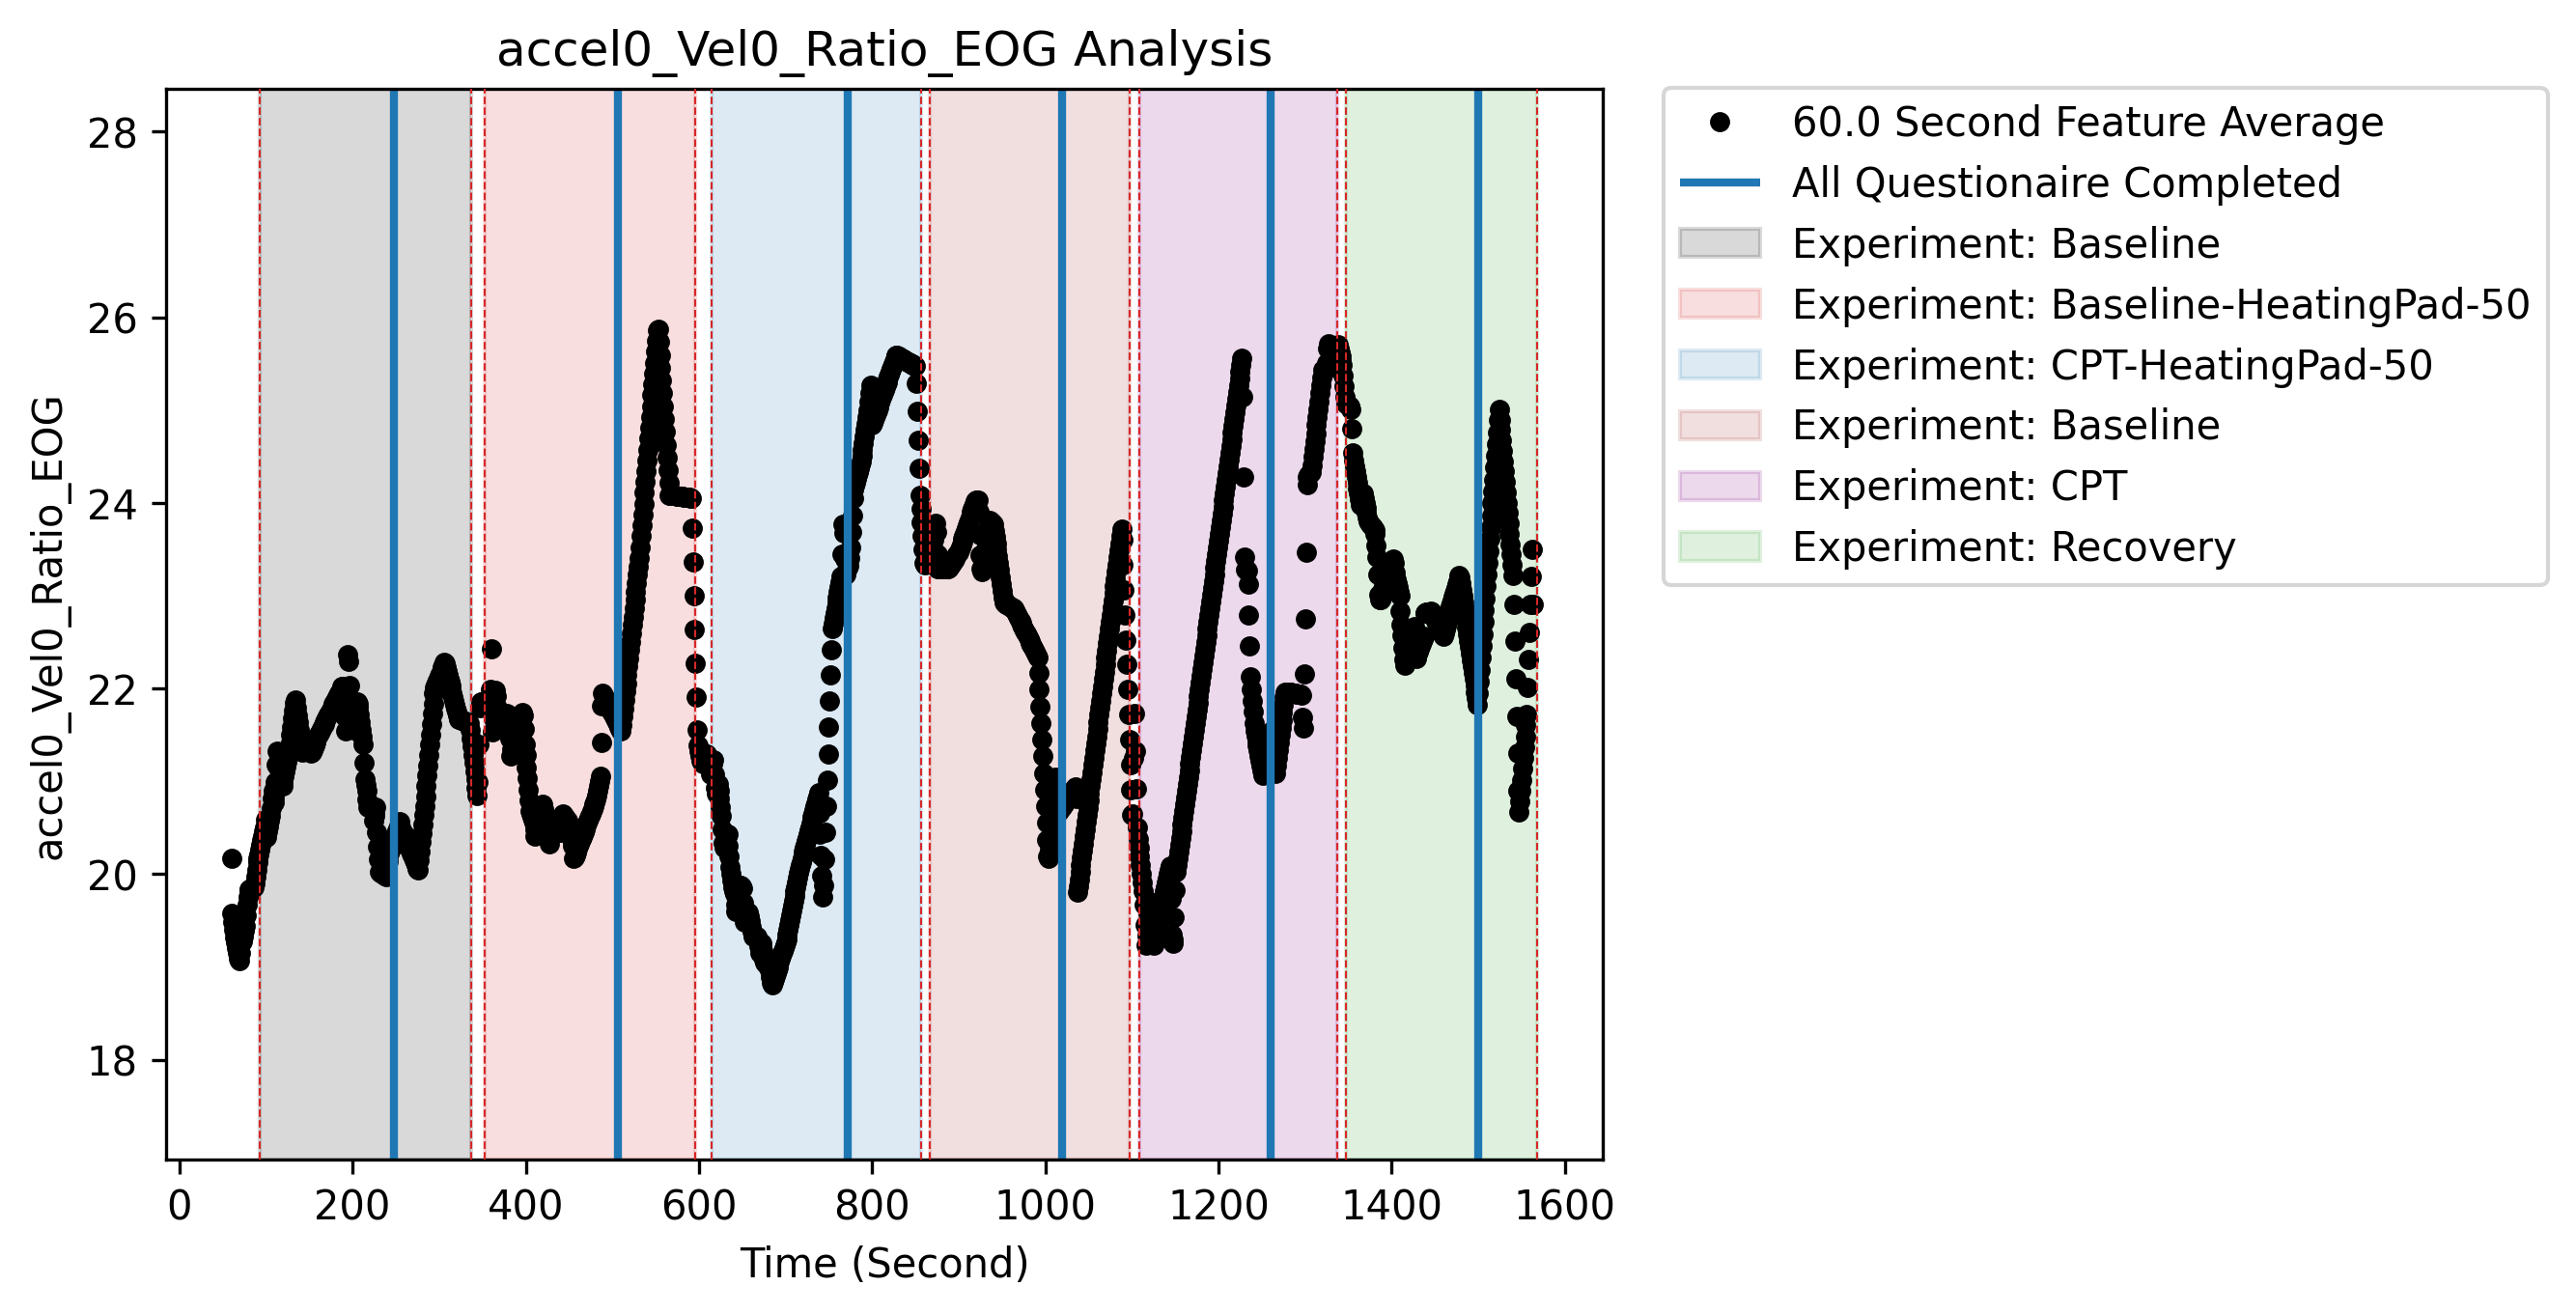 accel0_Vel0_Ratio_EOG Analysis
28
26
24
22
20
18
accel0_Vel0_Ratio_EOG
0 200 400 600 800 1000 1200 1400 1600
Time (Second)
60.0 Second Feature Average
All Questionaire Completed
Experiment: Baseline
Experiment: Baseline-HeatingPad-50
Experiment: CPT-HeatingPad-50
Experiment: Baseline
Experiment: CPT
Experiment: Recovery